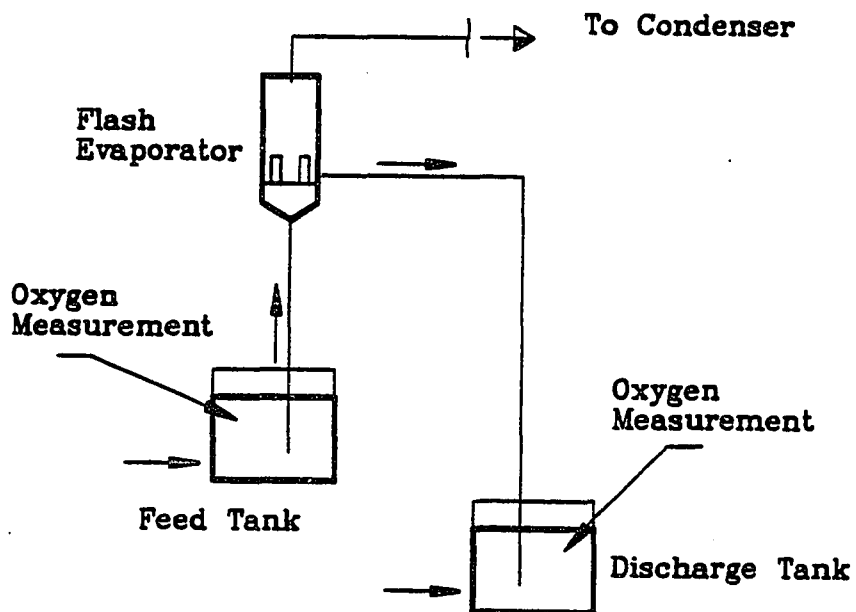 To Condenser
Flash
Evaporator
Oxygen
Measurement
Oxygen
Measurement
Feed Tank
Discharge Tank